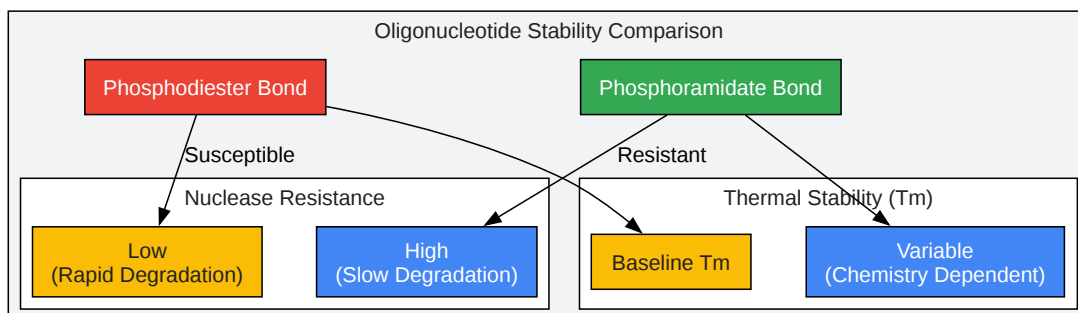 Oligonucleotide Stability Comparison
Phosphodiester Bond
Phosphoramidate Bond
Susceptible
Resistant
Nuclease Resistance
Thermal Stability (Tm)
Low
(Rapid Degradation)
High
(Slow Degradation)
Baseline Tm
Variable
(Chemistry Dependent)